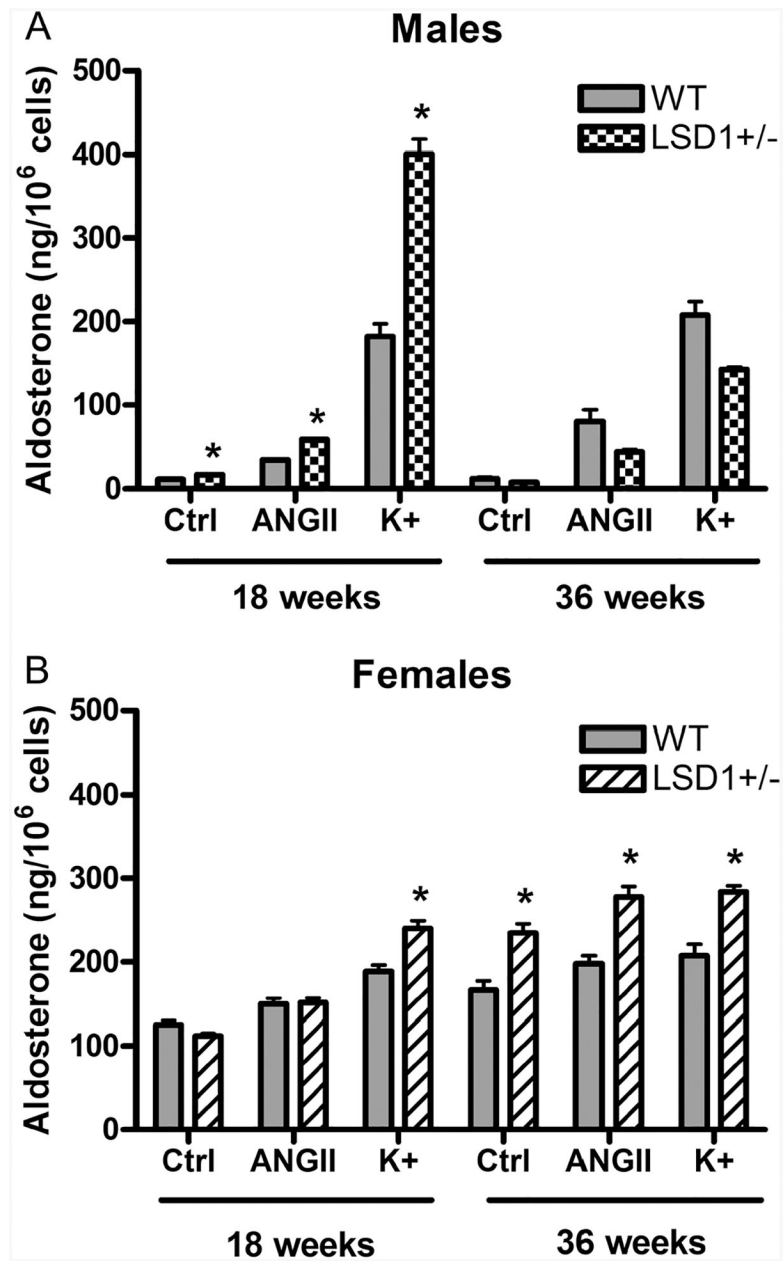 A
Males
Aldosterone (ng/10⁶ cells)
500
400
300
200
100
0
WT
LSD1+/-
*
*
*
Ctrl ANGII K+ Ctrl ANGII K+
18 weeks 36 weeks
B
Females
Aldosterone (ng/10⁶ cells)
500
400
300
200
100
0
WT
LSD1+/-
*
*
*
*
Ctrl ANGII K+ Ctrl ANGII K+
18 weeks 36 weeks